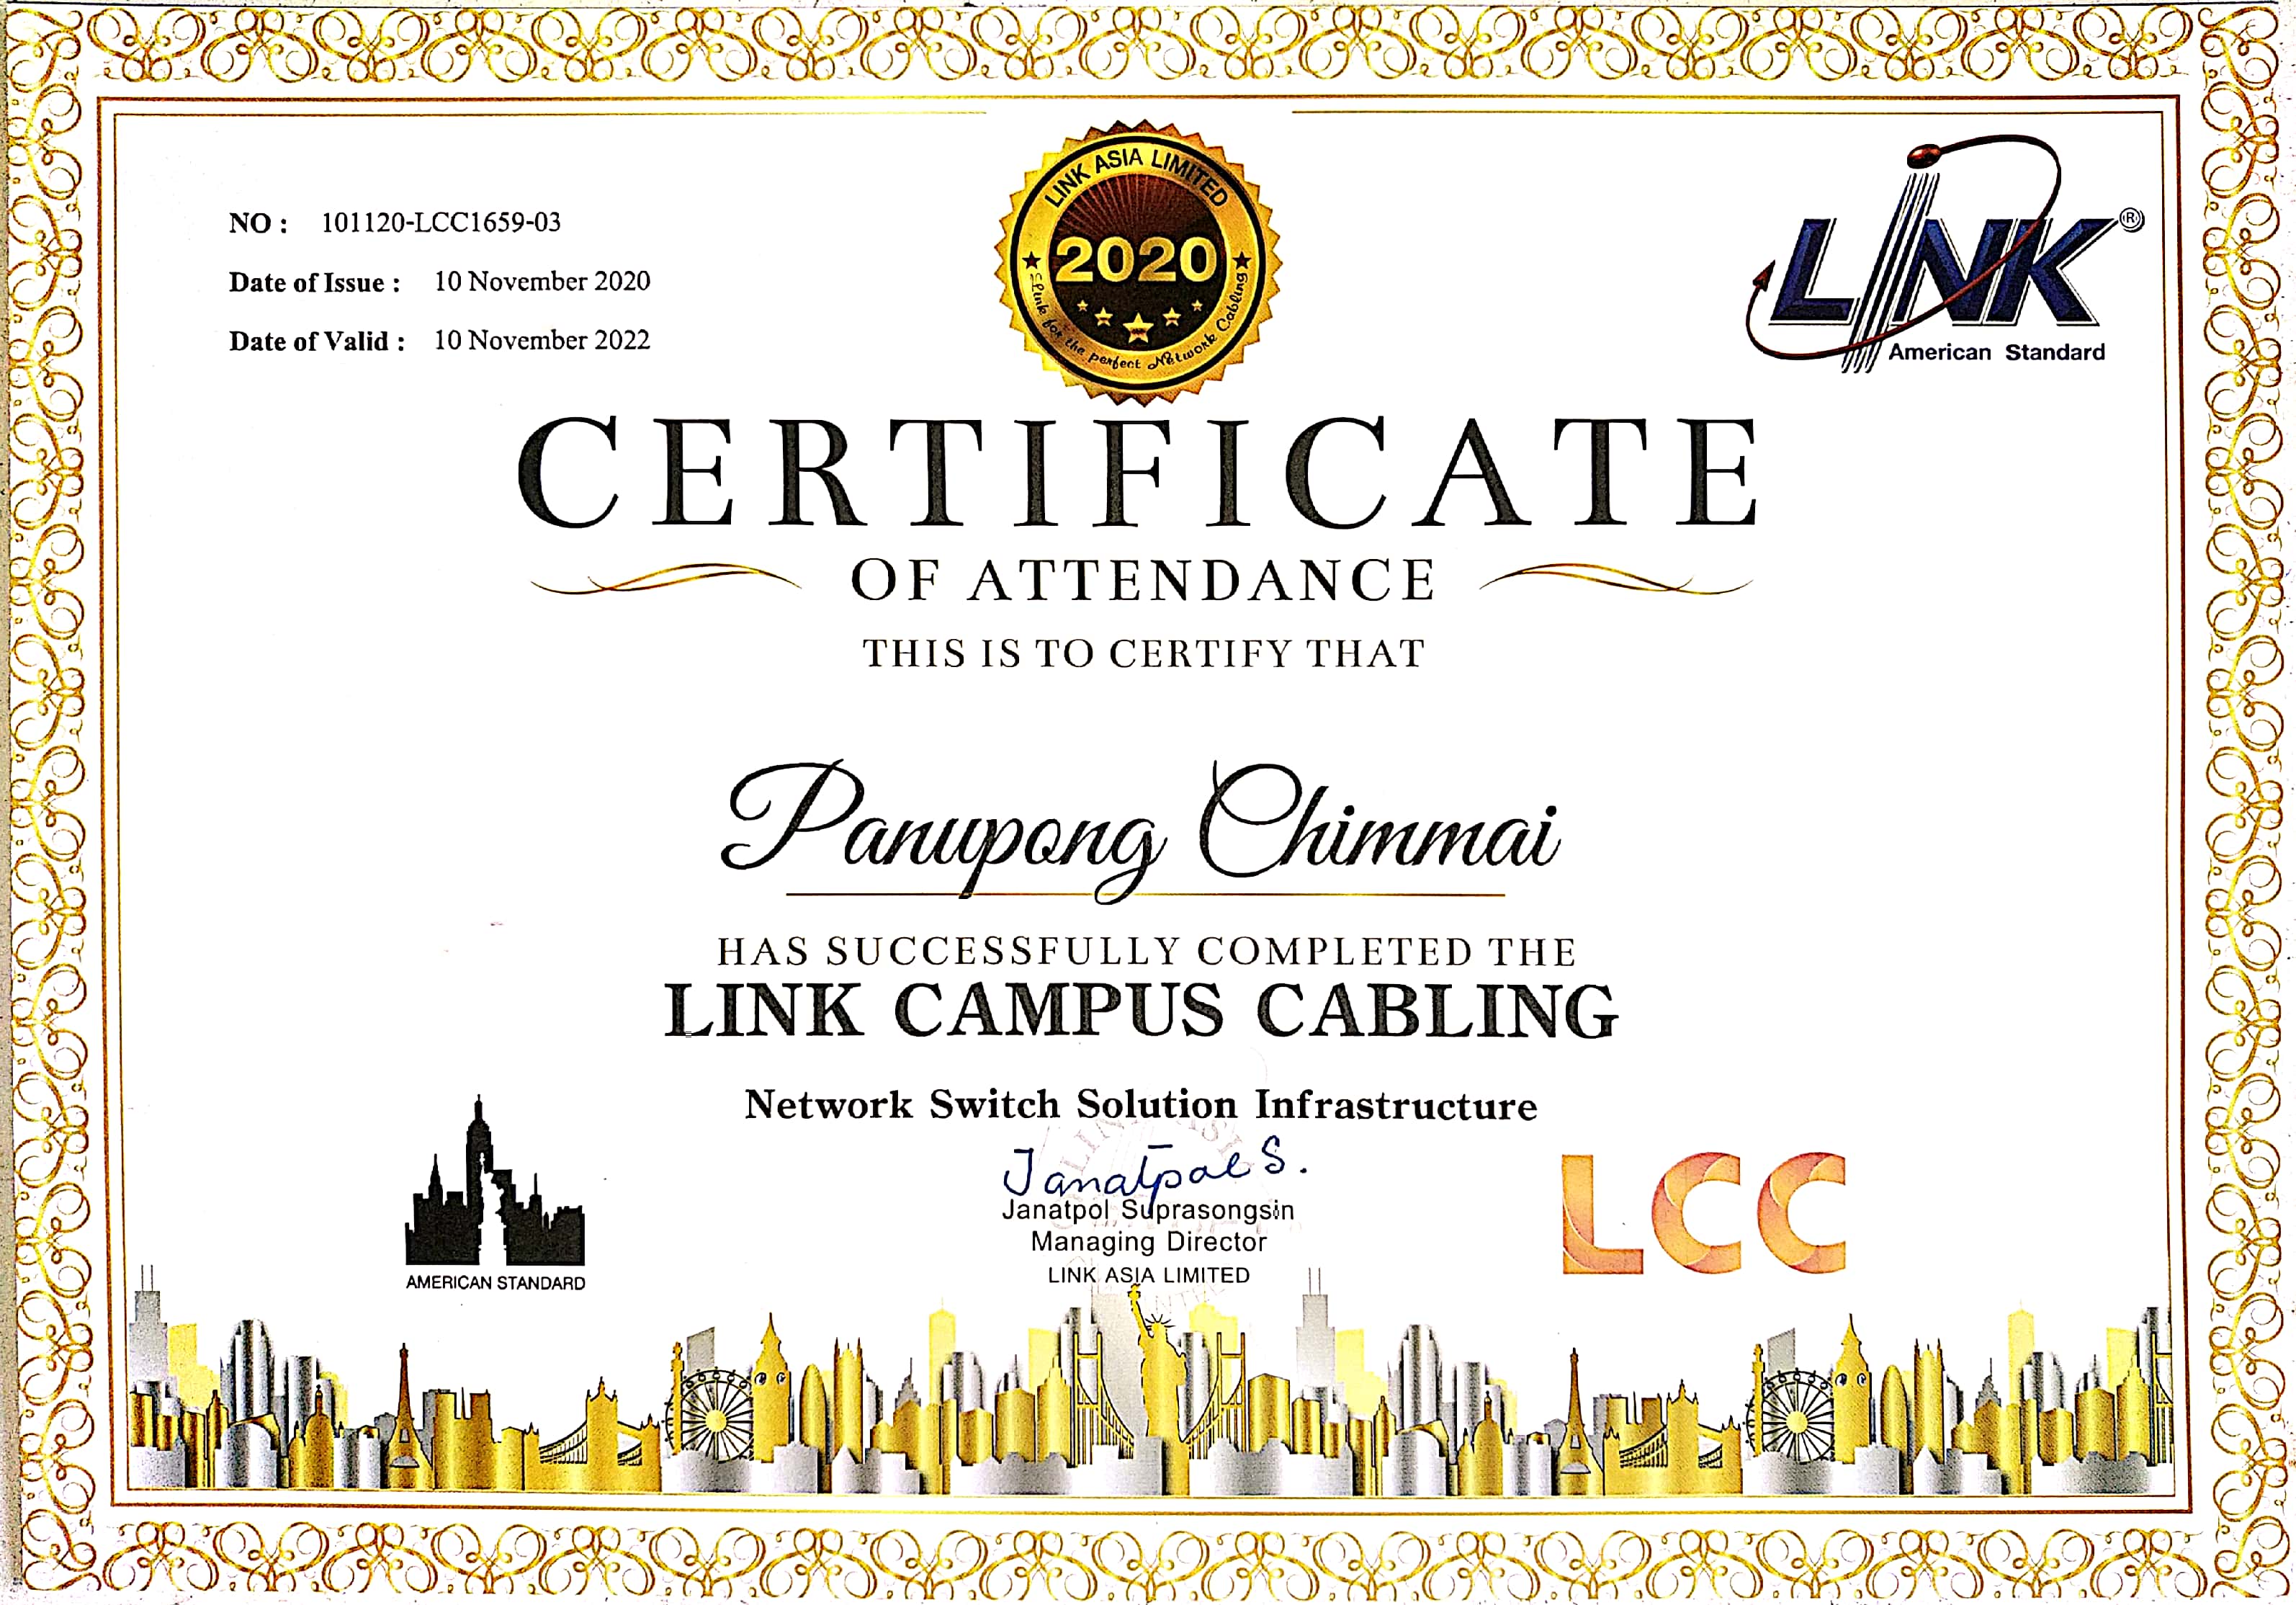 LINK ASIA LIMITED
2020
Link for the perfect Network Cabling
LINK®
American Standard
NO : 101120-LCC1659-03
Date of Issue : 10 November 2020
Date of Valid : 10 November 2022
CERTIFICATE
OF ATTENDANCE
THIS IS TO CERTIFY THAT
Panupong Chimmai
HAS SUCCESSFULLY COMPLETED THE
LINK CAMPUS CABLING
Network Switch Solution Infrastructure
Janatpol S.
Janatpol Suprasongsin
Managing Director
LINK ASIA LIMITED
AMERICAN STANDARD
LCC